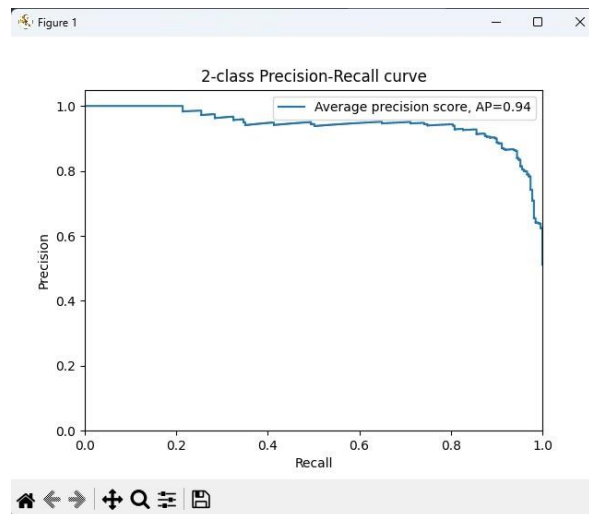 Figure 1
2-class Precision-Recall curve
Average precision score, AP=0.94
1.0
0.8
0.6
0.4
0.2
0.0
Precision
0.0 0.2 0.4 0.6 0.8 1.0
Recall